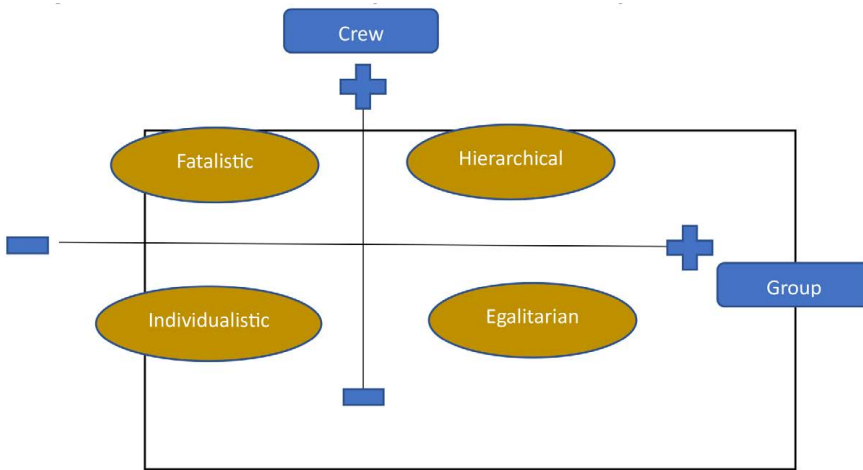 Crew
Fatalistic
Hierarchical
Group
Individualistic
Egalitarian